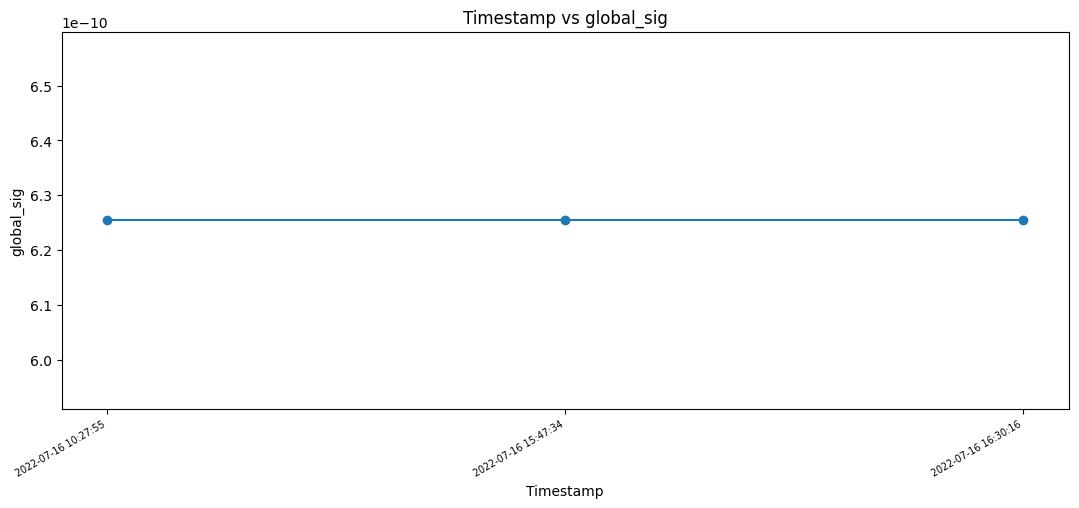 Timestamp vs global_sig
1e−10
6.5
6.4
6.3
6.2
6.1
6.0
global_sig
2022-07-16 10:27:55
2022-07-16 15:47:34
2022-07-16 16:30:16
Timestamp